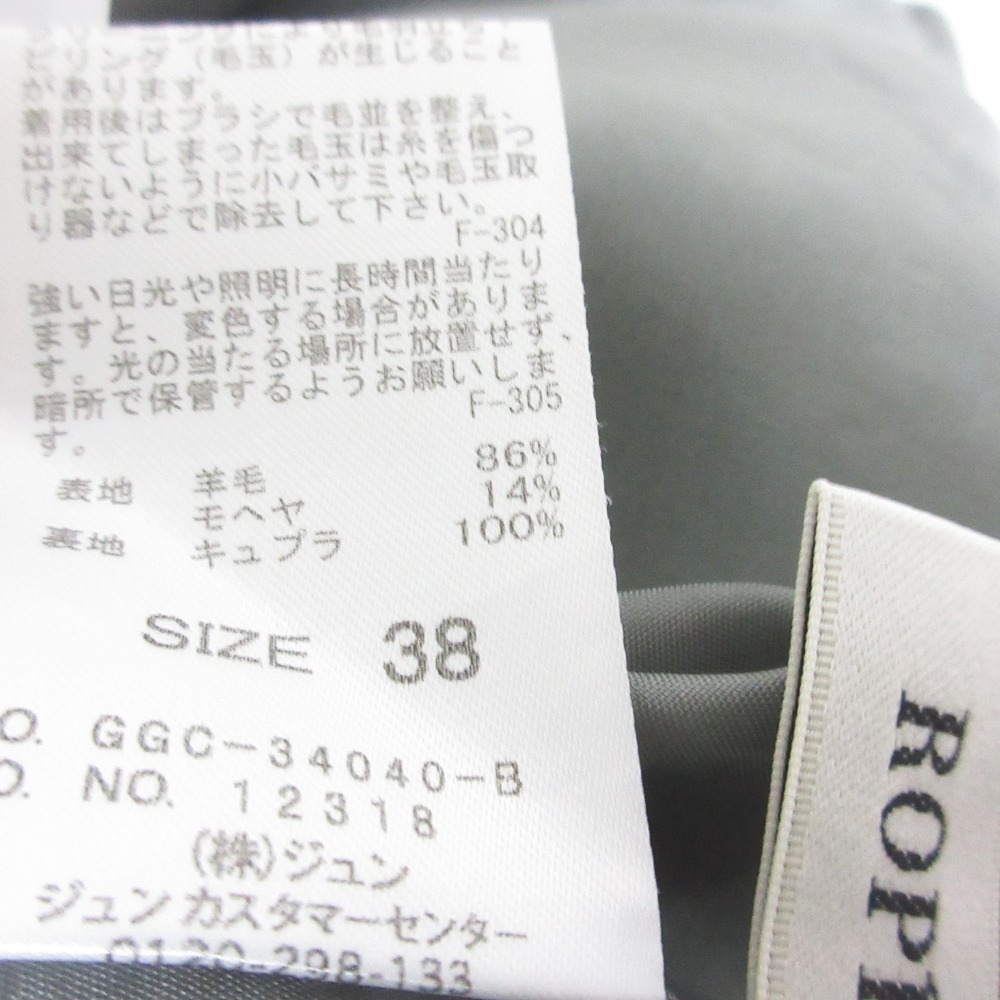 ピリング（毛玉）が生じること
があります。
着用後はブラシで毛並を整え、
出来てしまった毛玉は糸を傷つ
けないように小バサミや毛玉取
り器などで除去して下さい。
F-304
強い日光や照明に長時間当たり
ますと、変色する場合がありま
す。光の当たる場所に放置せず、
暗所で保管するようお願いしま
す。
F-305
表地 羊毛 86%
モヘヤ 14%
裏地 キュプラ 100%
SIZE 38
O. GGC-34040-B
O. NO. 12318
(株)ジュン
ジュンカスタマーセンター
0120-298-133
ROP